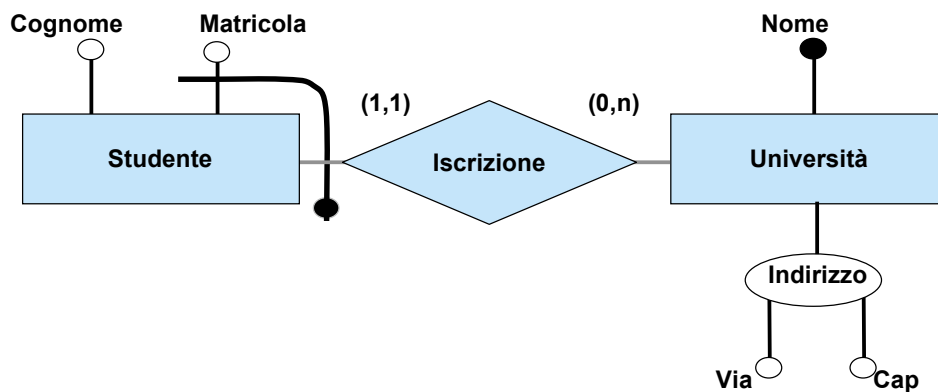 Cognome
Matricola
Nome
(1,1)
(0,n)
Studente
Iscrizione
Università
Indirizzo
Via
Cap